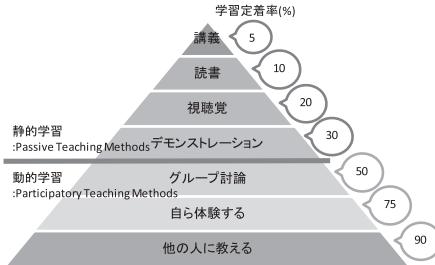 学習定着率(%)
講義
5
読書
10
視聴覚
20
デモンストレーション
30
静的学習
:Passive Teaching Methods
動的学習
:Participatory Teaching Methods
グループ討論
50
自ら体験する
75
他の人に教える
90